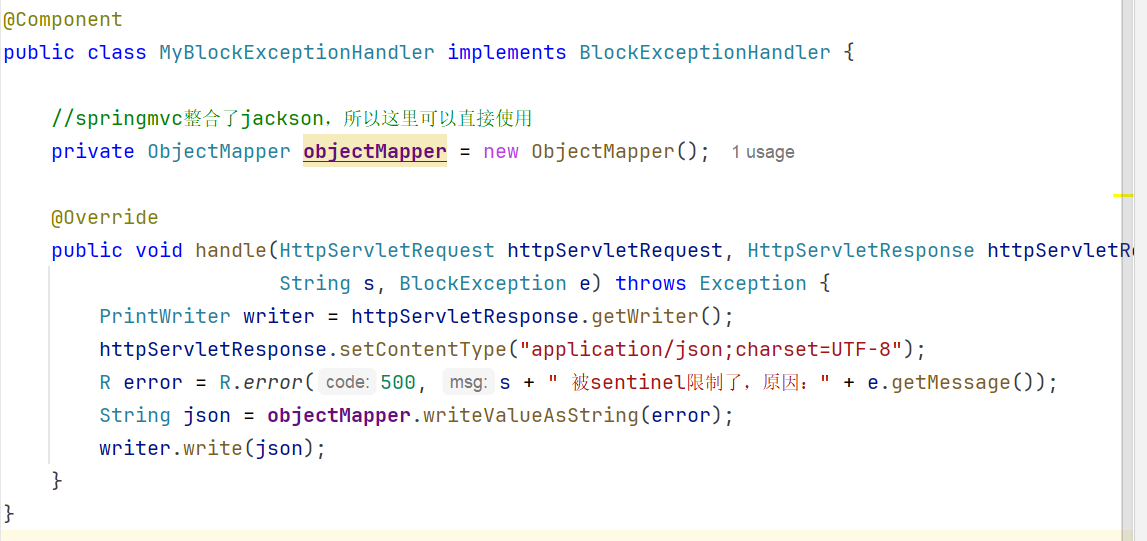 @Component
public class MyBlockExceptionHandler implements BlockExceptionHandler {
//springmvc整合了jackson，所以这里可以直接使用
private ObjectMapper objectMapper = new ObjectMapper(); 1 usage
@Override
public void handle(HttpServletRequest httpServletRequest, HttpServletResponse httpServletRe
String s, BlockException e) throws Exception {
PrintWriter writer = httpServletResponse.getWriter();
httpServletResponse.setContentType("application/json;charset=UTF-8");
R error = R.error( code: 500, msg: s + " 被sentinel限制了，原因：" + e.getMessage());
String json = objectMapper.writeValueAsString(error);
writer.write(json);
}
}